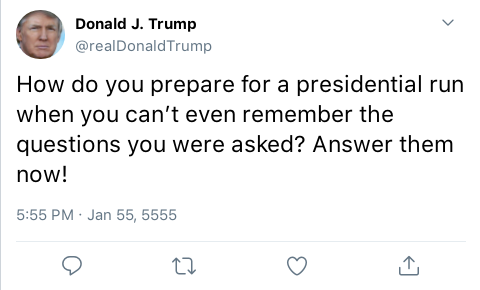 Donald J. Trump
@realDonaldTrump
How do you prepare for a presidential run
when you can’t even remember the
questions you were asked? Answer them
now!
5:55 PM · Jan 55, 5555